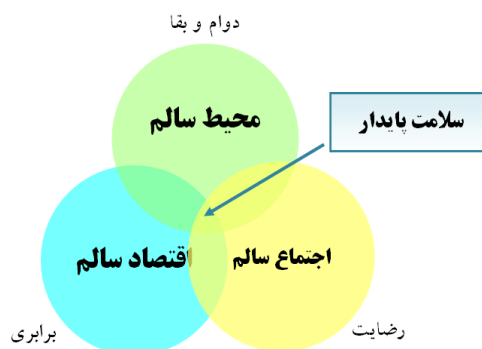 دوام و بقا
محیط سالم
سلامت پایدار
اجتماع سالم
اقتصاد سالم
رضایت
برابری